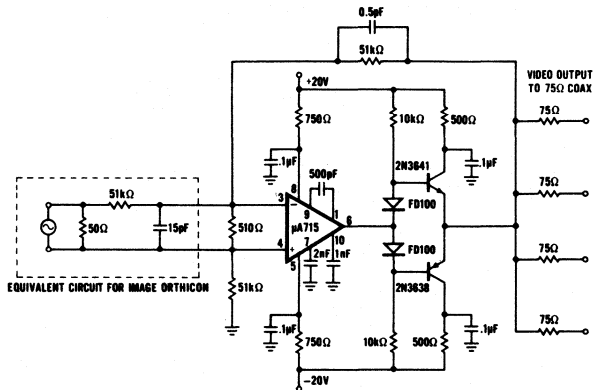 0.5pF
51kΩ
+20V
VIDEO OUTPUT
TO 75Ω COAX
750Ω
10kΩ
500Ω
75Ω
.1µF
500pF
2N3641
.1µF
51kΩ
8
9
1
FD100
75Ω
3
−
50Ω
15pF
510Ω
µA715
6
4
+
7
10
2nF
1nF
FD100
75Ω
5
2N3638
EQUIVALENT CIRCUIT FOR IMAGE ORTHICON
51kΩ
.1µF
750Ω
10kΩ
500Ω
.1µF
75Ω
−20V